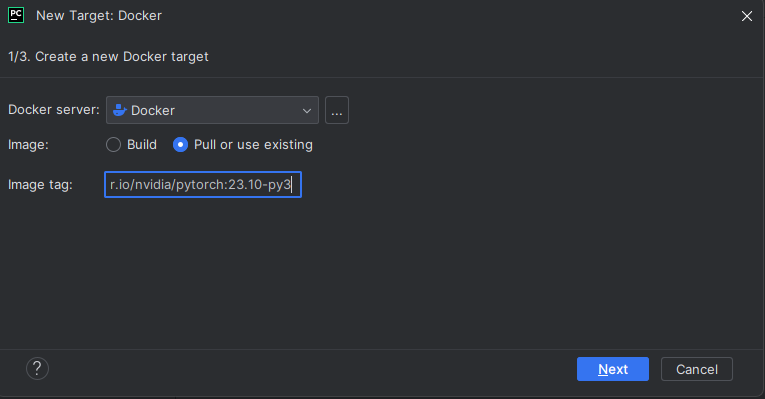 PC New Target: Docker
1/3. Create a new Docker target
Docker server: Docker ...
Image: Build Pull or use existing
Image tag: r.io/nvidia/pytorch:23.10-py3
? Next Cancel